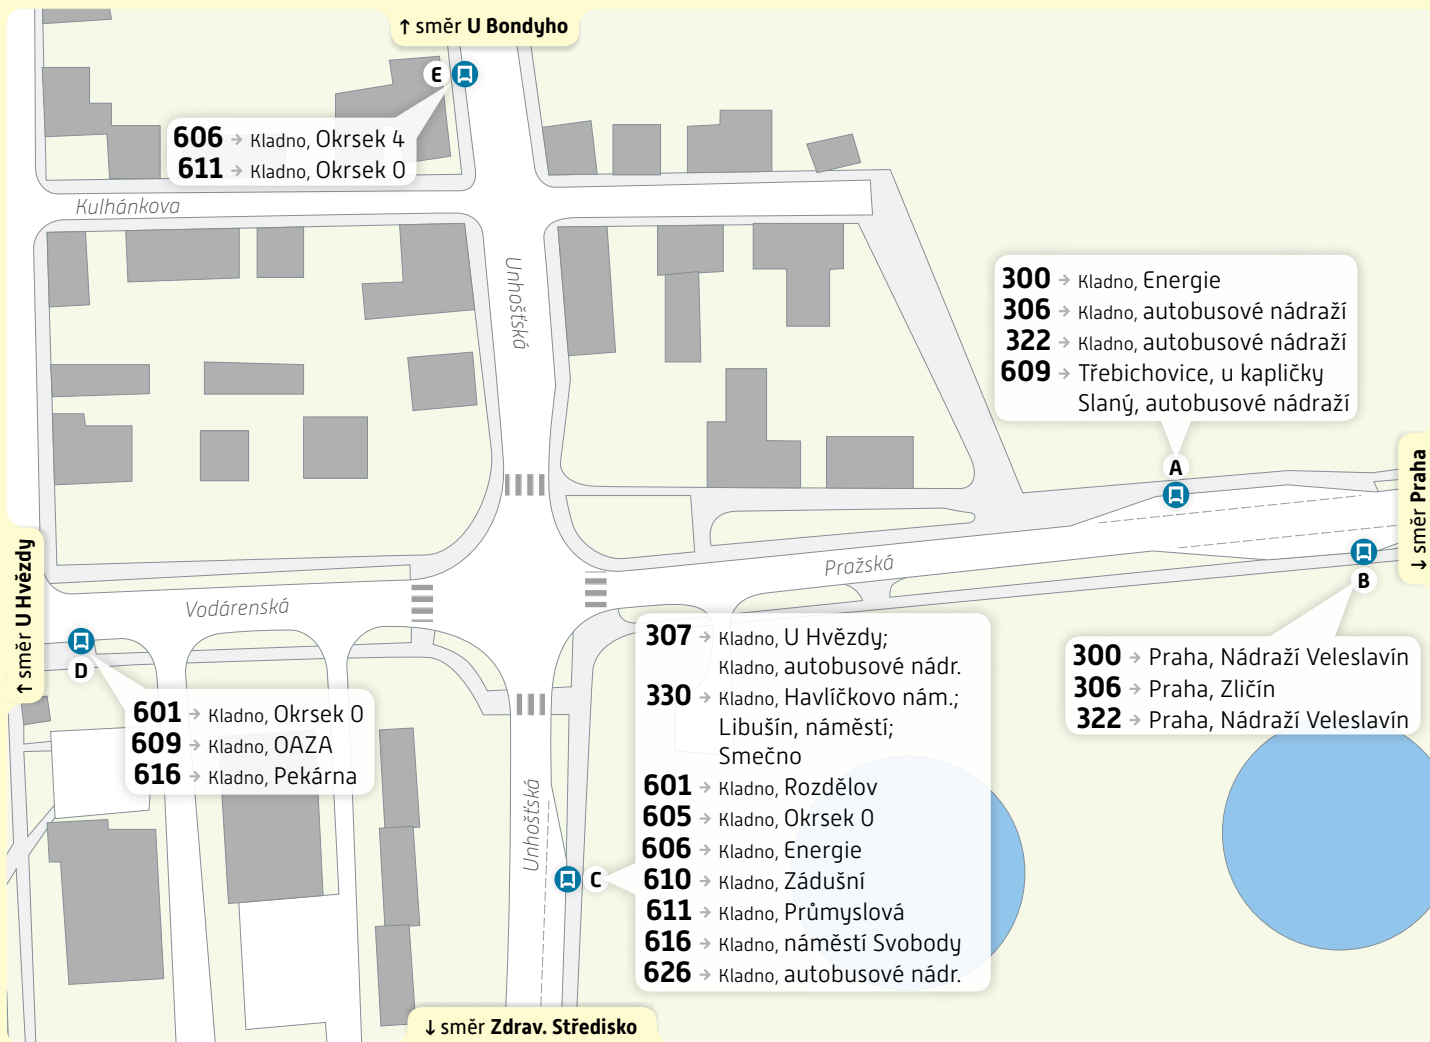 ↑ směr U Bondyho
E
606 → Kladno, Okrsek 4
611 → Kladno, Okrsek 0
Kulhánkova
Unhošťská
300 → Kladno, Energie
306 → Kladno, autobusové nádraží
322 → Kladno, autobusové nádraží
609 → Třebichovice, u kapličky
Slaný, autobusové nádraží
A
↓ směr Praha
Pražská
B
300 → Praha, Nádraží Veleslavín
306 → Praha, Zličín
322 → Praha, Nádraží Veleslavín
↑ směr U Hvězdy
Vodárenská
D
601 → Kladno, Okrsek 0
609 → Kladno, OAZA
616 → Kladno, Pekárna
307 → Kladno, U Hvězdy;
Kladno, autobusové nádr.
330 → Kladno, Havlíčkovo nám.;
Libušín, náměstí;
Smečno
601 → Kladno, Rozdělov
605 → Kladno, Okrsek 0
606 → Kladno, Energie
610 → Kladno, Zádušní
611 → Kladno, Průmyslová
616 → Kladno, náměstí Svobody
626 → Kladno, autobusové nádr.
C
Unhošťská
↓ směr Zdrav. Středisko